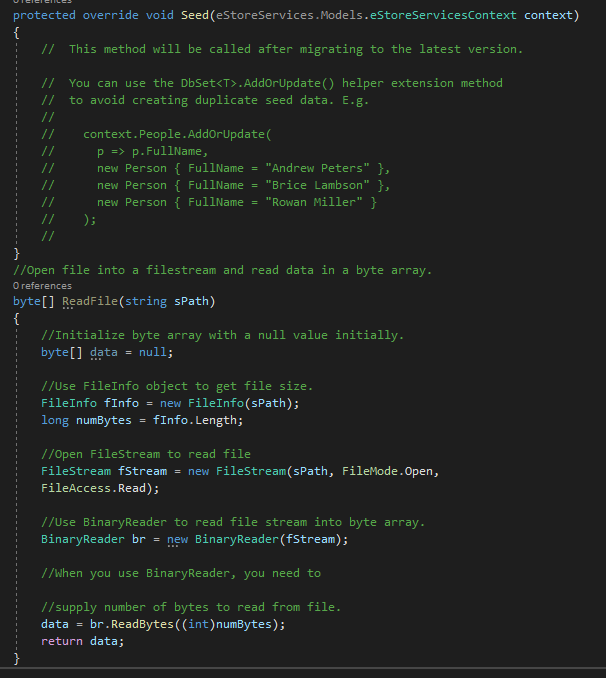 0 references
protected override void Seed(eStoreServices.Models.eStoreServicesContext context)
{
//  This method will be called after migrating to the latest version.
//  You can use the DbSet<T>.AddOrUpdate() helper extension method
//  to avoid creating duplicate seed data. E.g.
//
//    context.People.AddOrUpdate(
//      p => p.FullName,
//      new Person { FullName = "Andrew Peters" },
//      new Person { FullName = "Brice Lambson" },
//      new Person { FullName = "Rowan Miller" }
//    );
//
}
//Open file into a filestream and read data in a byte array.
0 references
byte[] ReadFile(string sPath)
{
//Initialize byte array with a null value initially.
byte[] data = null;
//Use FileInfo object to get file size.
FileInfo fInfo = new FileInfo(sPath);
long numBytes = fInfo.Length;
//Open FileStream to read file
FileStream fStream = new FileStream(sPath, FileMode.Open,
FileAccess.Read);
//Use BinaryReader to read file stream into byte array.
BinaryReader br = new BinaryReader(fStream);
//When you use BinaryReader, you need to
//supply number of bytes to read from file.
data = br.ReadBytes((int)numBytes);
return data;
}